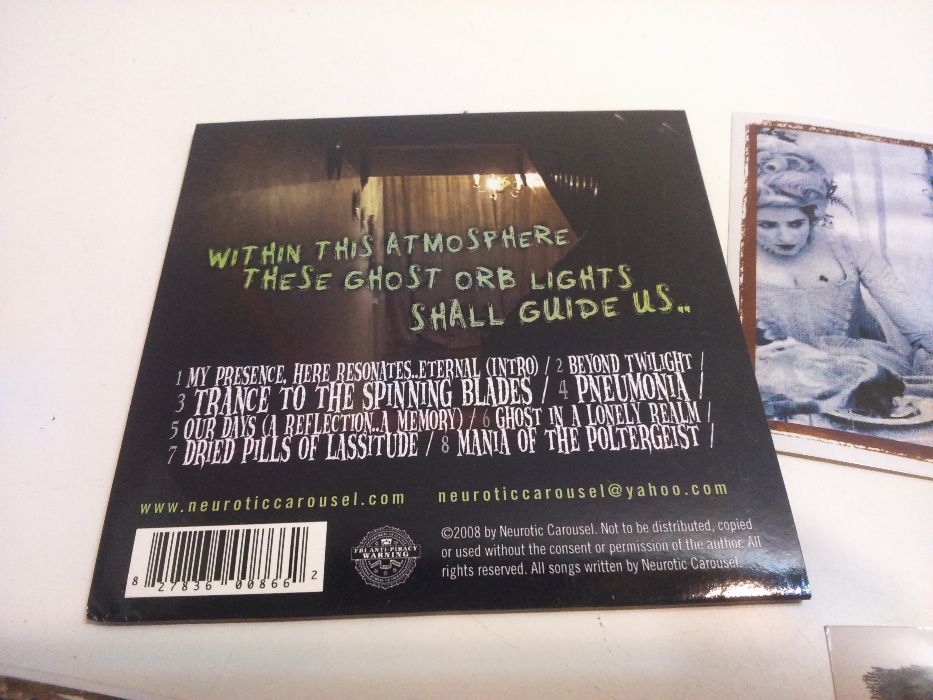 WITHIN THIS ATMOSPHERE
THESE GHOST ORB LIGHTS
SHALL GUIDE US..
1 MY PRESENCE, HERE RESONATES..ETERNAL (INTRO) / 2 BEYOND TWILIGHT /
3 TRANCE TO THE SPINNING BLADES / 4 PNEUMONIA /
5 OUR DAYS (A REFLECTION..A MEMORY) / 6 GHOST IN A LONELY REALM /
7 DRIED PILLS OF LASSITUDE / 8 MANIA OF THE POLTERGEIST /
www.neuroticcarousel.com neuroticcarousel@yahoo.com
8 27836 00866 2
FBI ANTI-PIRACY
WARNING
©2008 by Neurotic Carousel. Not to be distributed, copied
or used without the consent or permission of the author. All
rights reserved. All songs written by Neurotic Carousel.